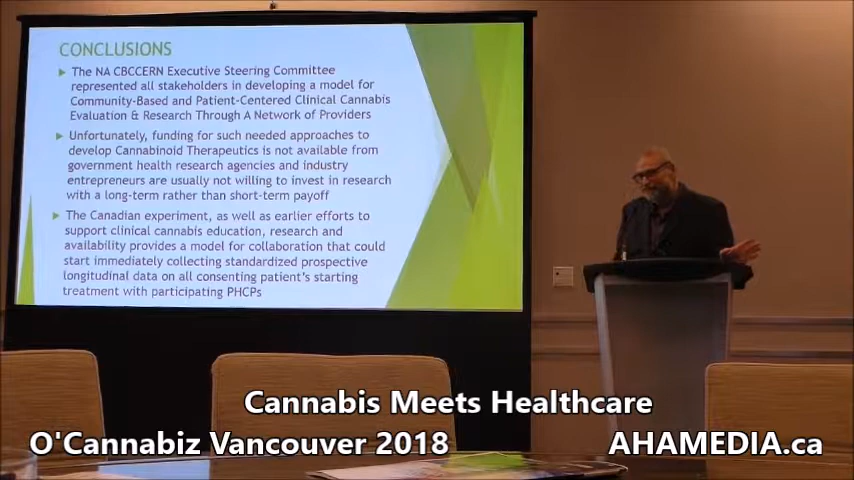 CONCLUSIONS
The NA CBCCERN Executive Steering Committee
represented all stakeholders in developing a model for
Community-Based and Patient-Centered Clinical Cannabis
Evaluation & Research Through A Network of Providers
Unfortunately, funding for such needed approaches to
develop Cannabinoid Therapeutics is not available from
government health research agencies and industry
entrepreneurs are usually not willing to invest in research
with a long-term rather than short-term payoff
The Canadian experiment, as well as earlier efforts to
support clinical cannabis education, research and
availability provides a model for collaboration that could
start immediately collecting standardized prospective
longitudinal data on all consenting patient's starting
treatment with participating PHCPs
Cannabis Meets Healthcare
O'Cannabiz Vancouver 2018
AHAMEDIA.ca